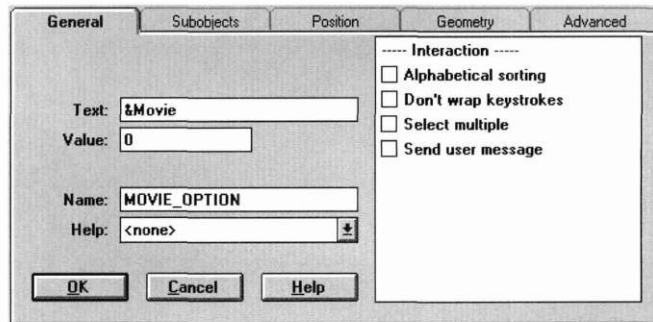 General Subobjects Position Geometry Advanced
Text: &Movie
Value: 0
Name: MOVIE_OPTION
Help: <none>
OK Cancel Help
----- Interaction -----
Alphabetical sorting
Don't wrap keystrokes
Select multiple
Send user message